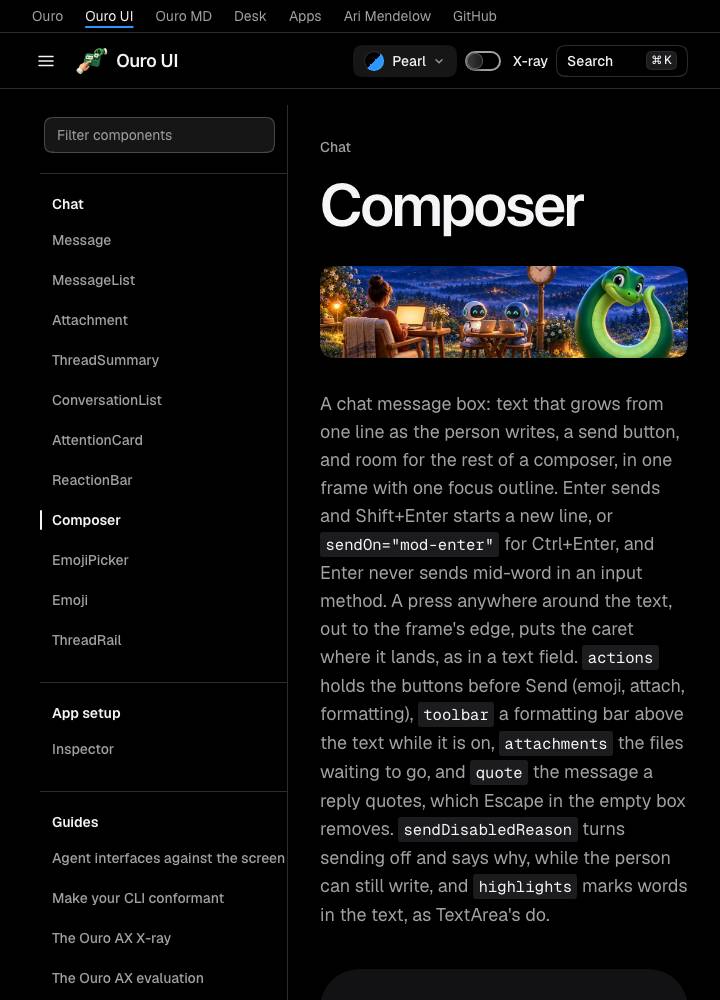 Ouro Ouro UI Ouro MD Desk Apps Ari Mendelow GitHub
Ouro UI Pearl X-ray Search ⌘ K
Filter components
Chat
Message
MessageList
Attachment
ThreadSummary
ConversationList
AttentionCard
ReactionBar
Composer
EmojiPicker
Emoji
ThreadRail
App setup
Inspector
Guides
Agent interfaces against the screen
Make your CLI conformant
The Ouro AX X-ray
The Ouro AX evaluation
Chat
Composer
A chat message box: text that grows from
one line as the person writes, a send button,
and room for the rest of a composer, in one
frame with one focus outline. Enter sends
and Shift+Enter starts a new line, or
sendOn="mod-enter" for Ctrl+Enter, and
Enter never sends mid-word in an input
method. A press anywhere around the text,
out to the frame's edge, puts the caret
where it lands, as in a text field. actions
holds the buttons before Send (emoji, attach,
formatting), toolbar a formatting bar above
the text while it is on, attachments the files
waiting to go, and quote the message a
reply quotes, which Escape in the empty box
removes. sendDisabledReason turns
sending off and says why, while the person
can still write, and highlights marks words
in the text, as TextArea's do.